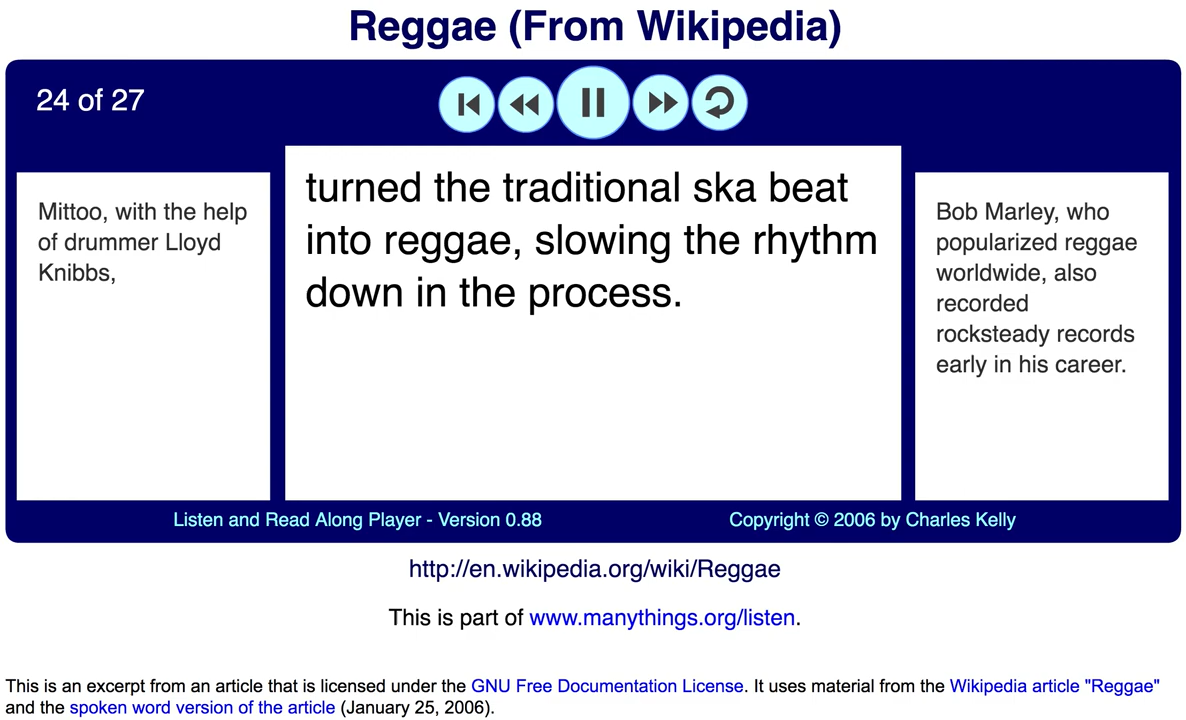 Reggae (From Wikipedia)
24 of 27
Mittoo, with the help
of drummer Lloyd
Knibbs,
turned the traditional ska beat
into reggae, slowing the rhythm
down in the process.
Bob Marley, who
popularized reggae
worldwide, also
recorded
rocksteady records
early in his career.
Listen and Read Along Player - Version 0.88
Copyright © 2006 by Charles Kelly
http://en.wikipedia.org/wiki/Reggae
This is part of www.manythings.org/listen.
This is an excerpt from an article that is licensed under the GNU Free Documentation License. It uses material from the Wikipedia article "Reggae"
and the spoken word version of the article (January 25, 2006).